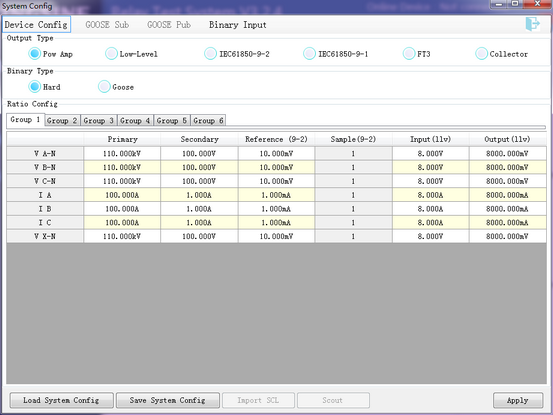 System Config
Device Config GOOSE Sub GOOSE Pub Binary Input
Output Type
Pow Amp Low-Level IEC61850-9-2 IEC61850-9-1 FT3 Collector
Binary Type
Hard Goose
Ratio Config
Group 1 Group 2 Group 3 Group 4 Group 5 Group 6
Primary Secondary Reference (9-2) Sample(9-2) Input(llv) Output(llv)
V A-N 110.000kV 100.000V 10.000mV 1 8.000V 8000.000mV
V B-N 110.000kV 100.000V 10.000mV 1 8.000V 8000.000mV
V C-N 110.000kV 100.000V 10.000mV 1 8.000V 8000.000mV
I A 100.000A 1.000A 1.000mA 1 8.000A 8000.000mV
I B 100.000A 1.000A 1.000mA 1 8.000A 8000.000mV
I C 100.000A 1.000A 1.000mA 1 8.000A 8000.000mV
V X-N 110.000kV 100.000V 10.000mV 1 8.000V 8000.000mV
Load System Config Save System Config Import SCL Scout Apply